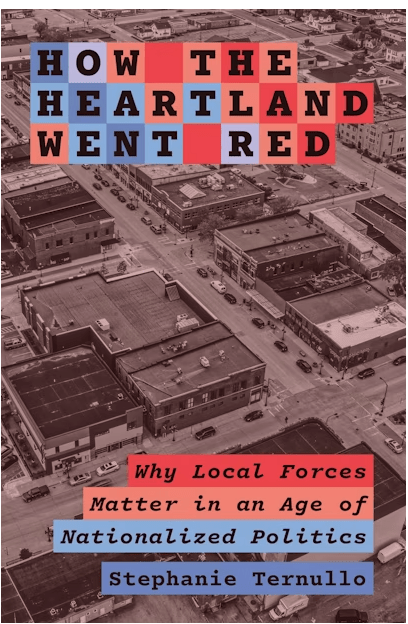 HOW THE
HEARTLAND
WENT RED
Why Local Forces
Matter in an Age of
Nationalized Politics
Stephanie Ternullo